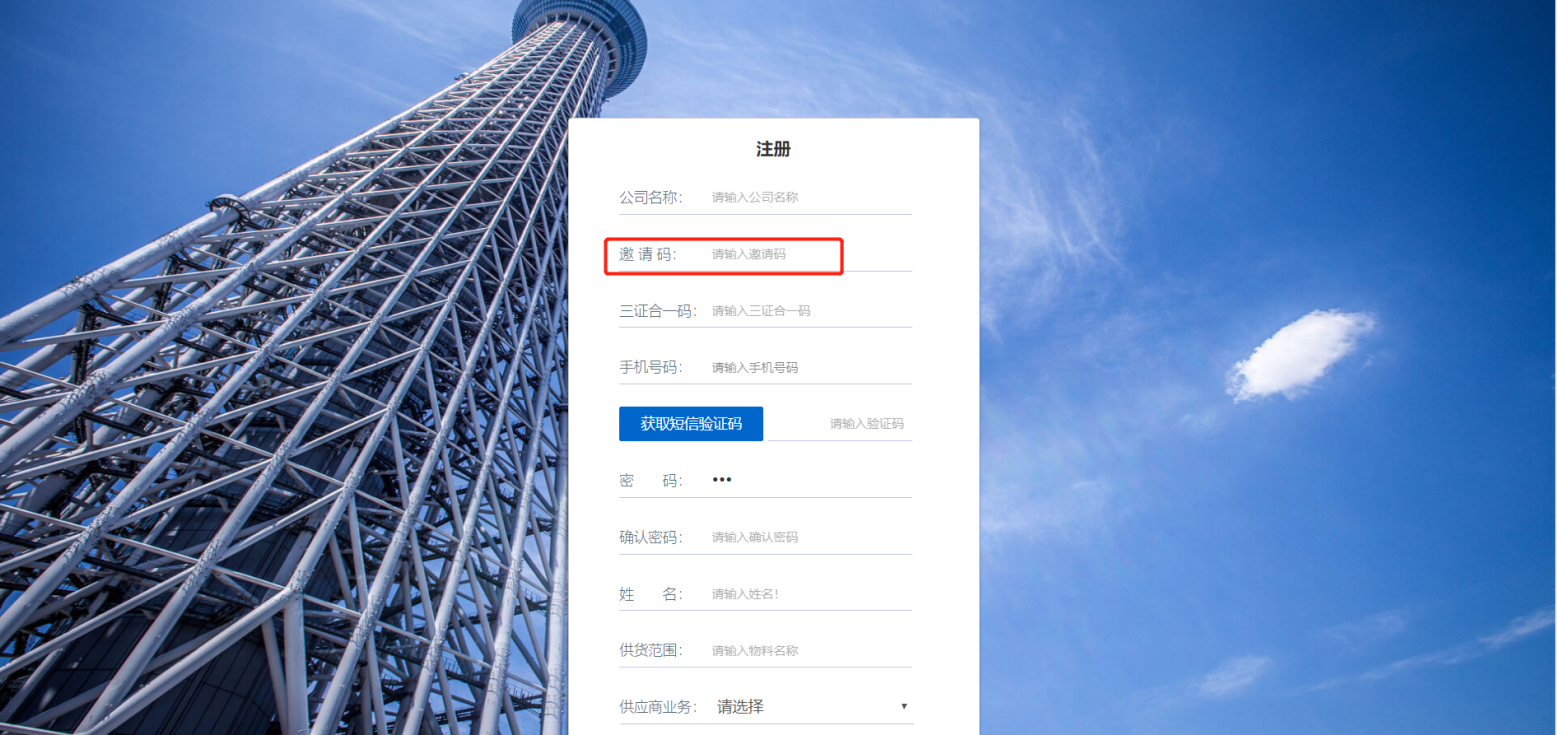 注册
公司名称： 请输入公司名称
邀 请 码： 请输入邀请码
三证合一码： 请输入三证合一码
手机号码： 请输入手机号码
获取短信验证码 请输入验证码
密 码： •••
确认密码： 请输入确认密码
姓 名： 请输入姓名！
供货范围： 请输入物料名称
供应商业务： 请选择